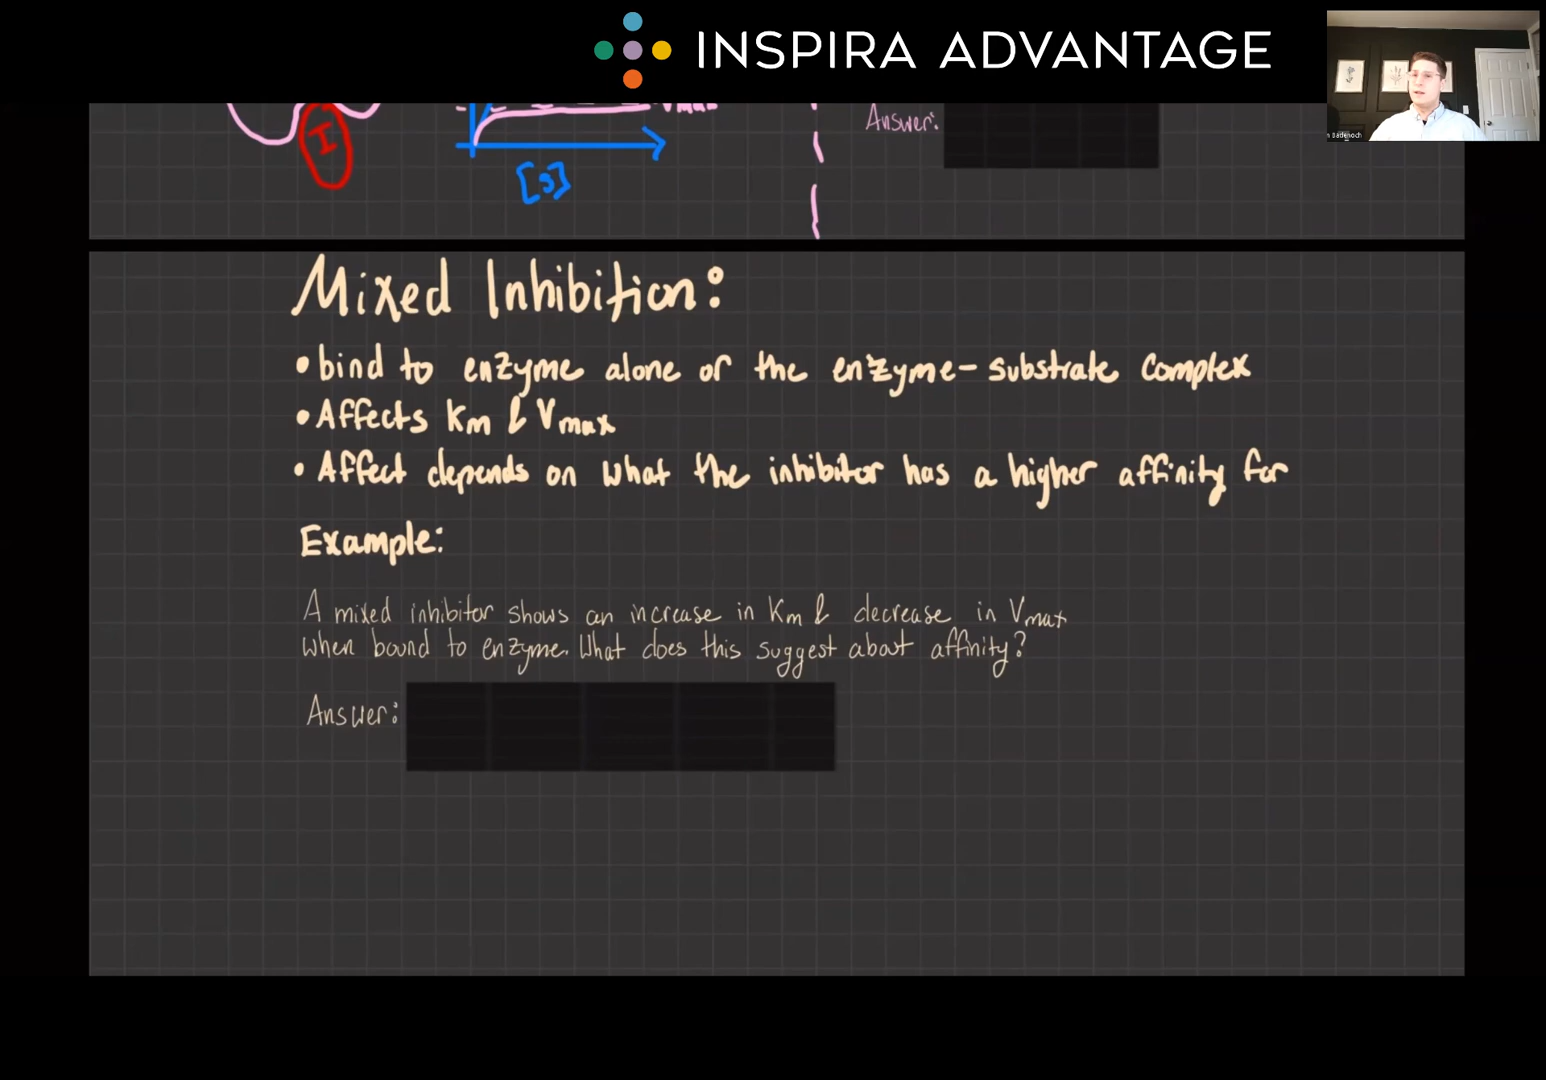 INSPIRA ADVANTAGE
I
Vmax
[S]
Answer:
Badenoch
Mixed Inhibition:
• bind to enzyme alone or the enzyme-substrate complex
• Affects Km & Vmax
• Affect depends on what the inhibitor has a higher affinity for
Example:
A mixed inhibitor shows an increase in Km & decrease in Vmax
when bound to enzyme. What does this suggest about affinity?
Answer: